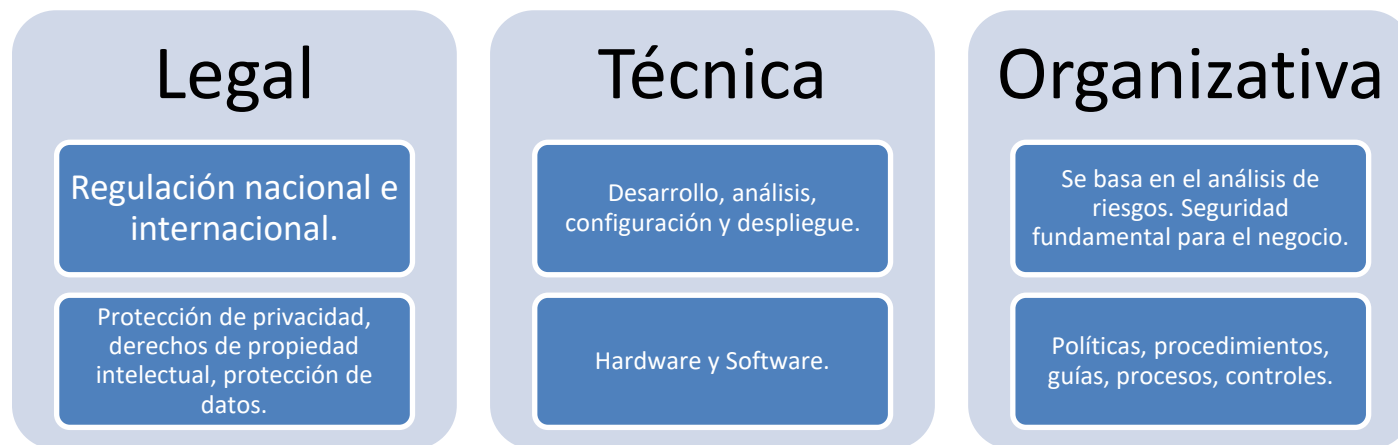 Legal
Regulación nacional e
internacional.
Protección de privacidad,
derechos de propiedad
intelectual, protección de
datos.
Técnica
Desarrollo, análisis,
configuración y despliegue.
Hardware y Software.
Organizativa
Se basa en el análisis de
riesgos. Seguridad
fundamental para el negocio.
Políticas, procedimientos,
guías, procesos, controles.